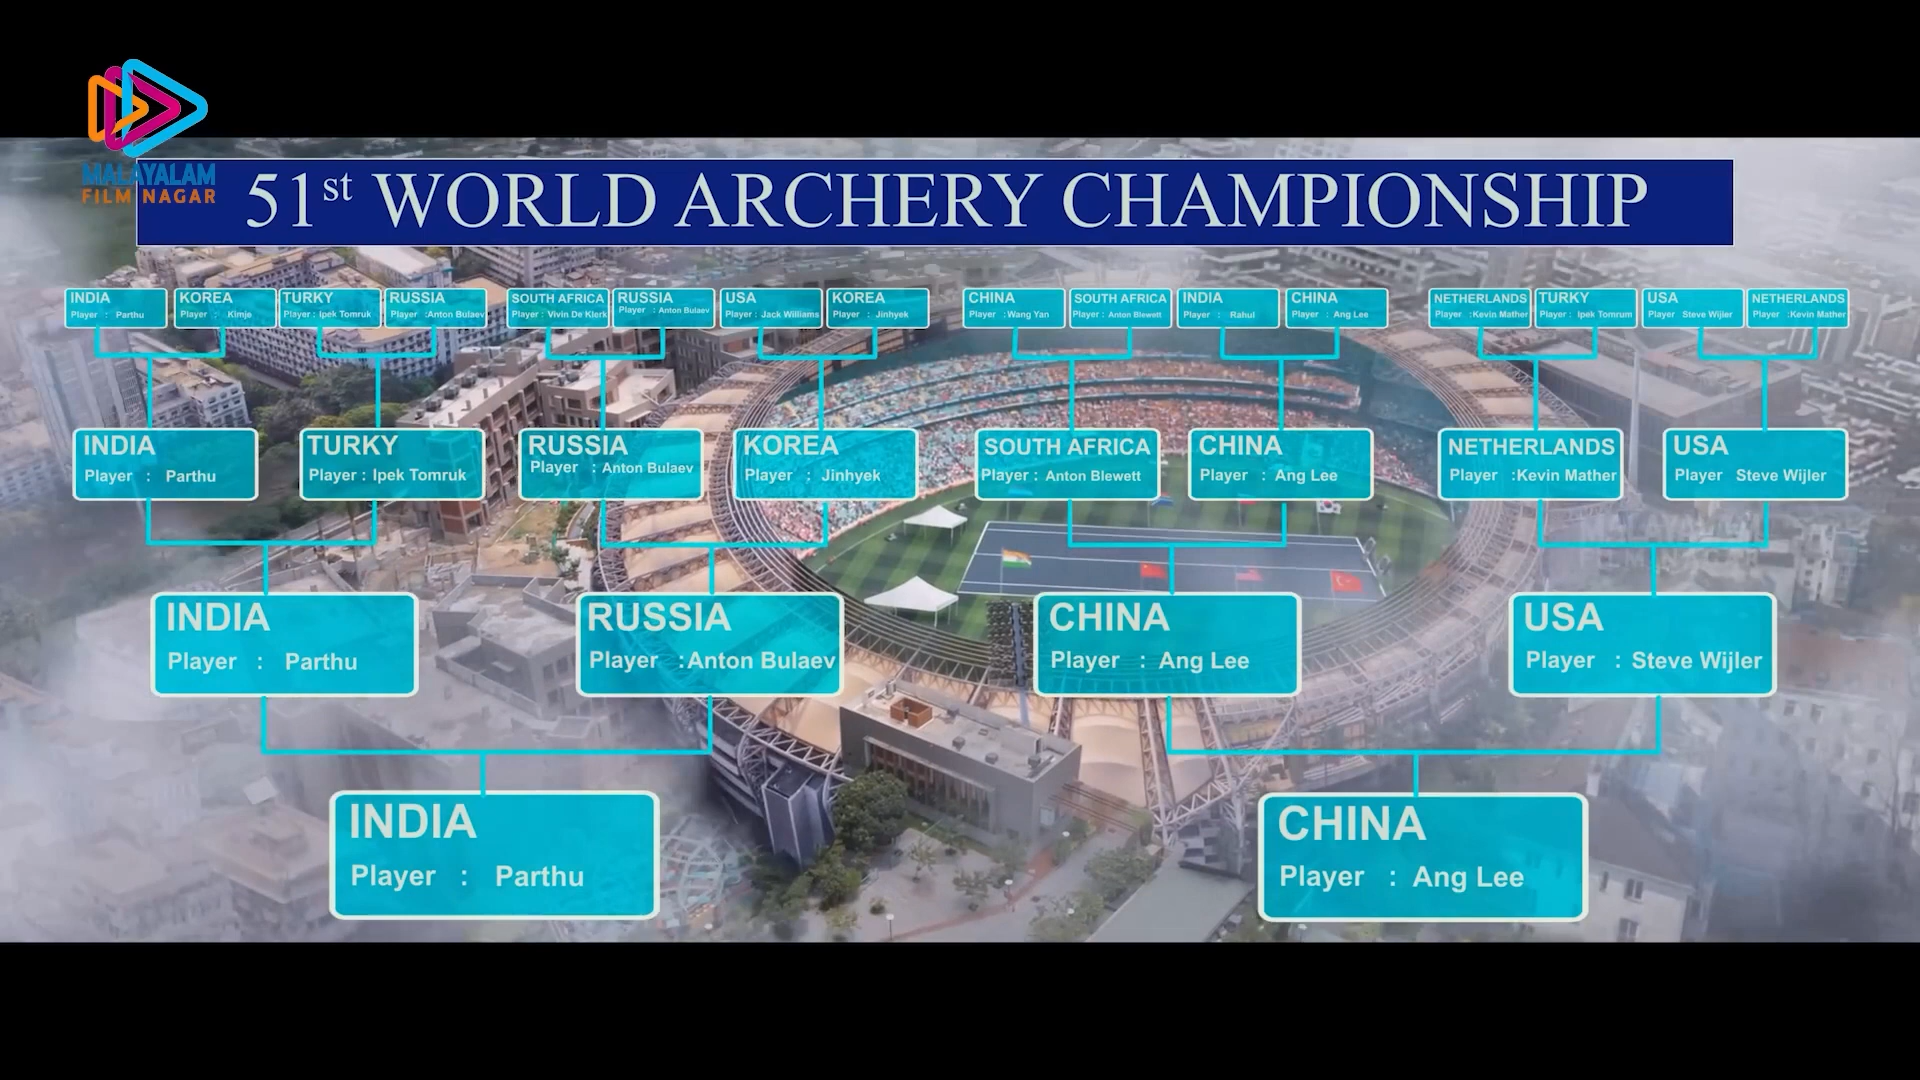 MALAYALAM
FILM NAGAR
51st WORLD ARCHERY CHAMPIONSHIP
INDIA
Player : Parthu
KOREA
Player : Kimje
TURKY
Player : Ipek Tomruk
RUSSIA
Player : Anton Bulaev
SOUTH AFRICA
Player : Vivin De Klerk
RUSSIA
Player : Anton Bulaev
USA
Player : Jack Williams
KOREA
Player : Jinhyek
CHINA
Player : Wang Yan
SOUTH AFRICA
Player : Anton Blewett
INDIA
Player : Rahul
CHINA
Player : Ang Lee
NETHERLANDS
Player :Kevin Mather
TURKY
Player : Ipek Tomrum
USA
Player Steve Wijler
NETHERLANDS
Player :Kevin Mather
INDIA
Player : Parthu
TURKY
Player : Ipek Tomruk
RUSSIA
Player : Anton Bulaev
KOREA
Player : Jinhyek
SOUTH AFRICA
Player : Anton Blewett
CHINA
Player : Ang Lee
NETHERLANDS
Player :Kevin Mather
USA
Player Steve Wijler
INDIA
Player : Parthu
RUSSIA
Player :Anton Bulaev
CHINA
Player : Ang Lee
USA
Player : Steve Wijler
INDIA
Player : Parthu
CHINA
Player : Ang Lee